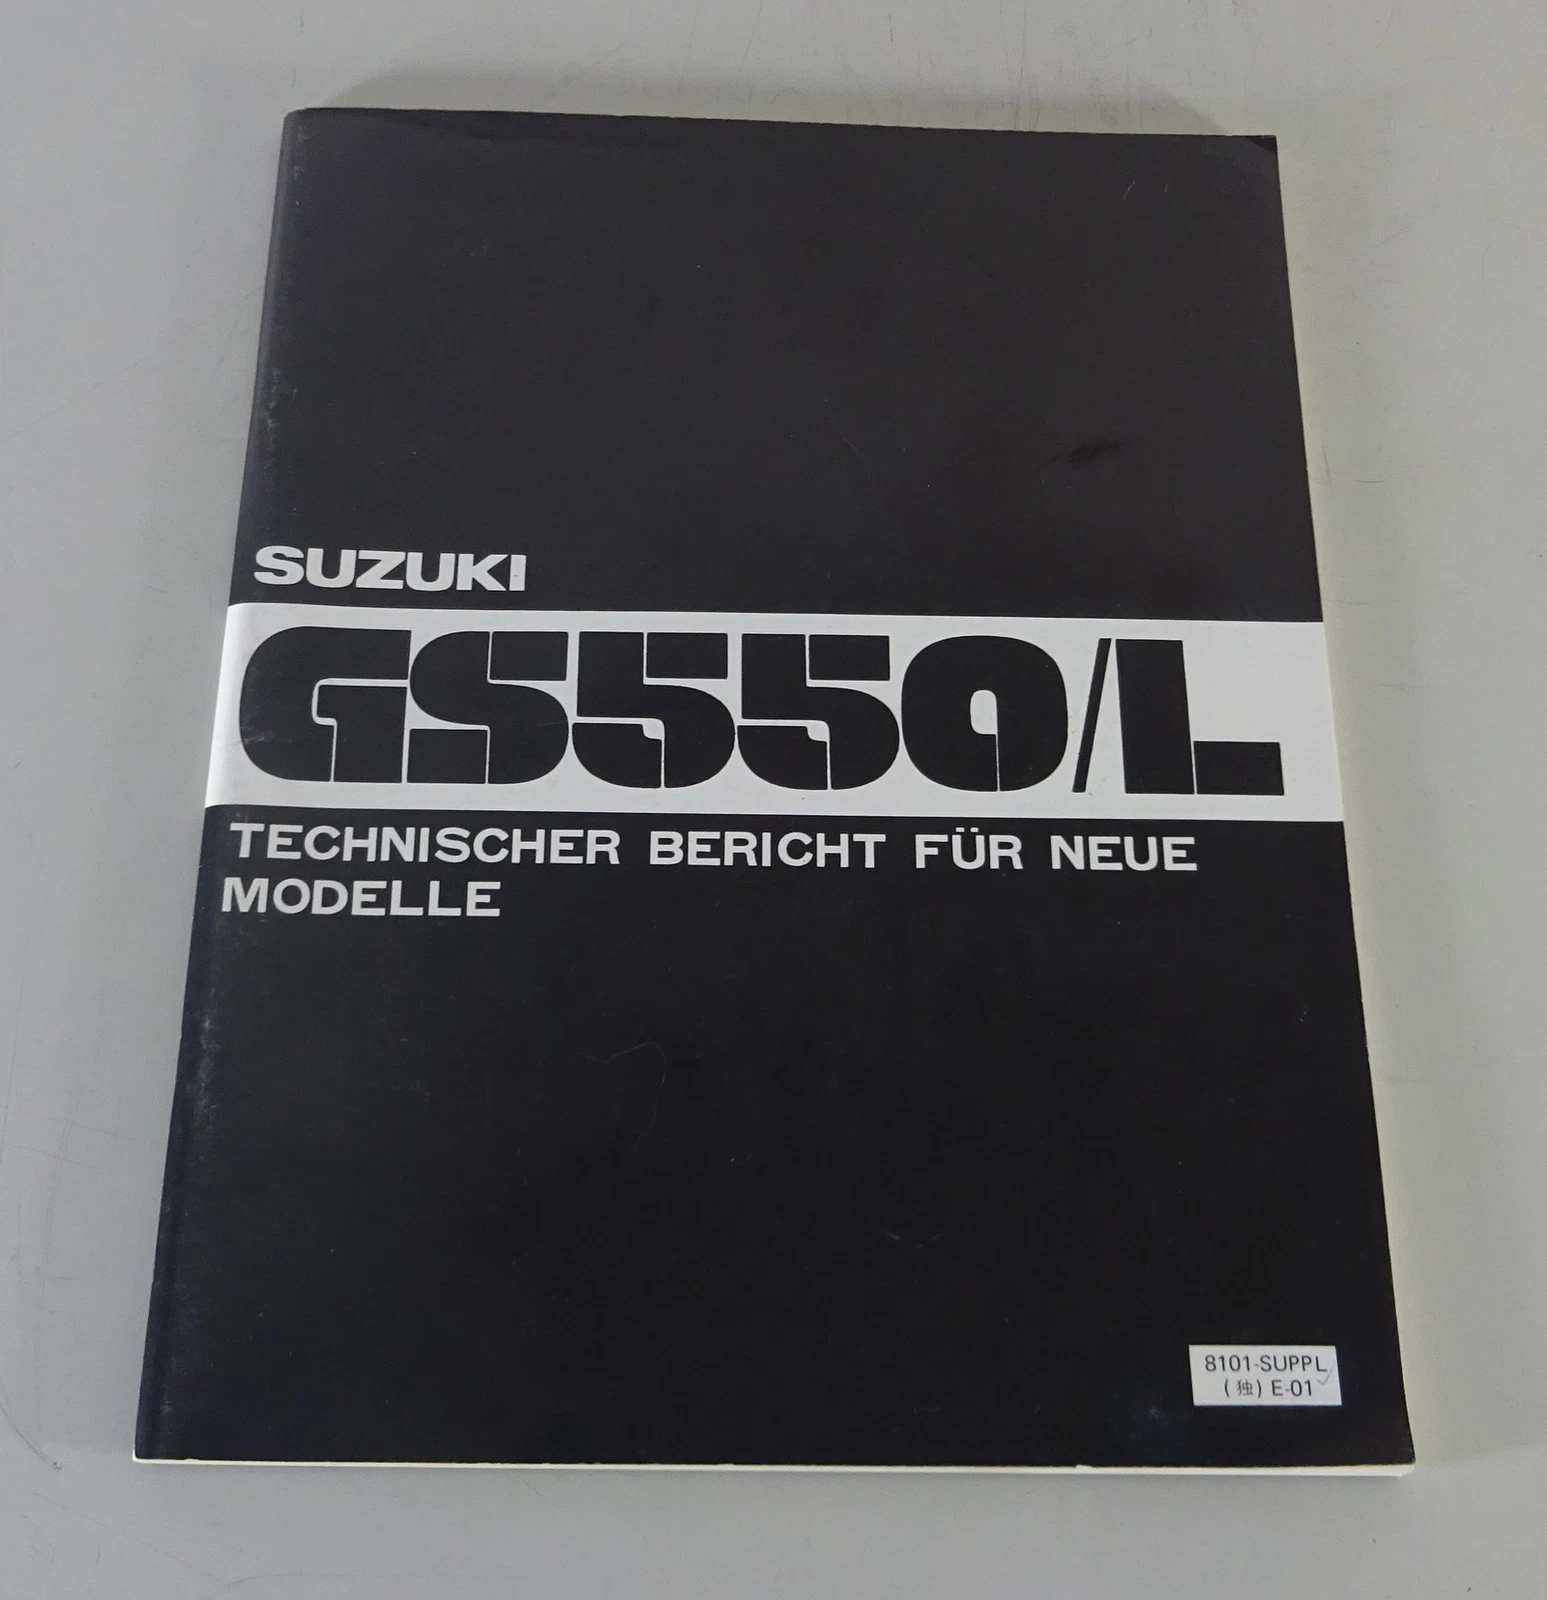 SUZUKI
GS550/L
TECHNISCHER BERICHT FÜR NEUE
MODELLE
8101-SUPPL
(独) E-01